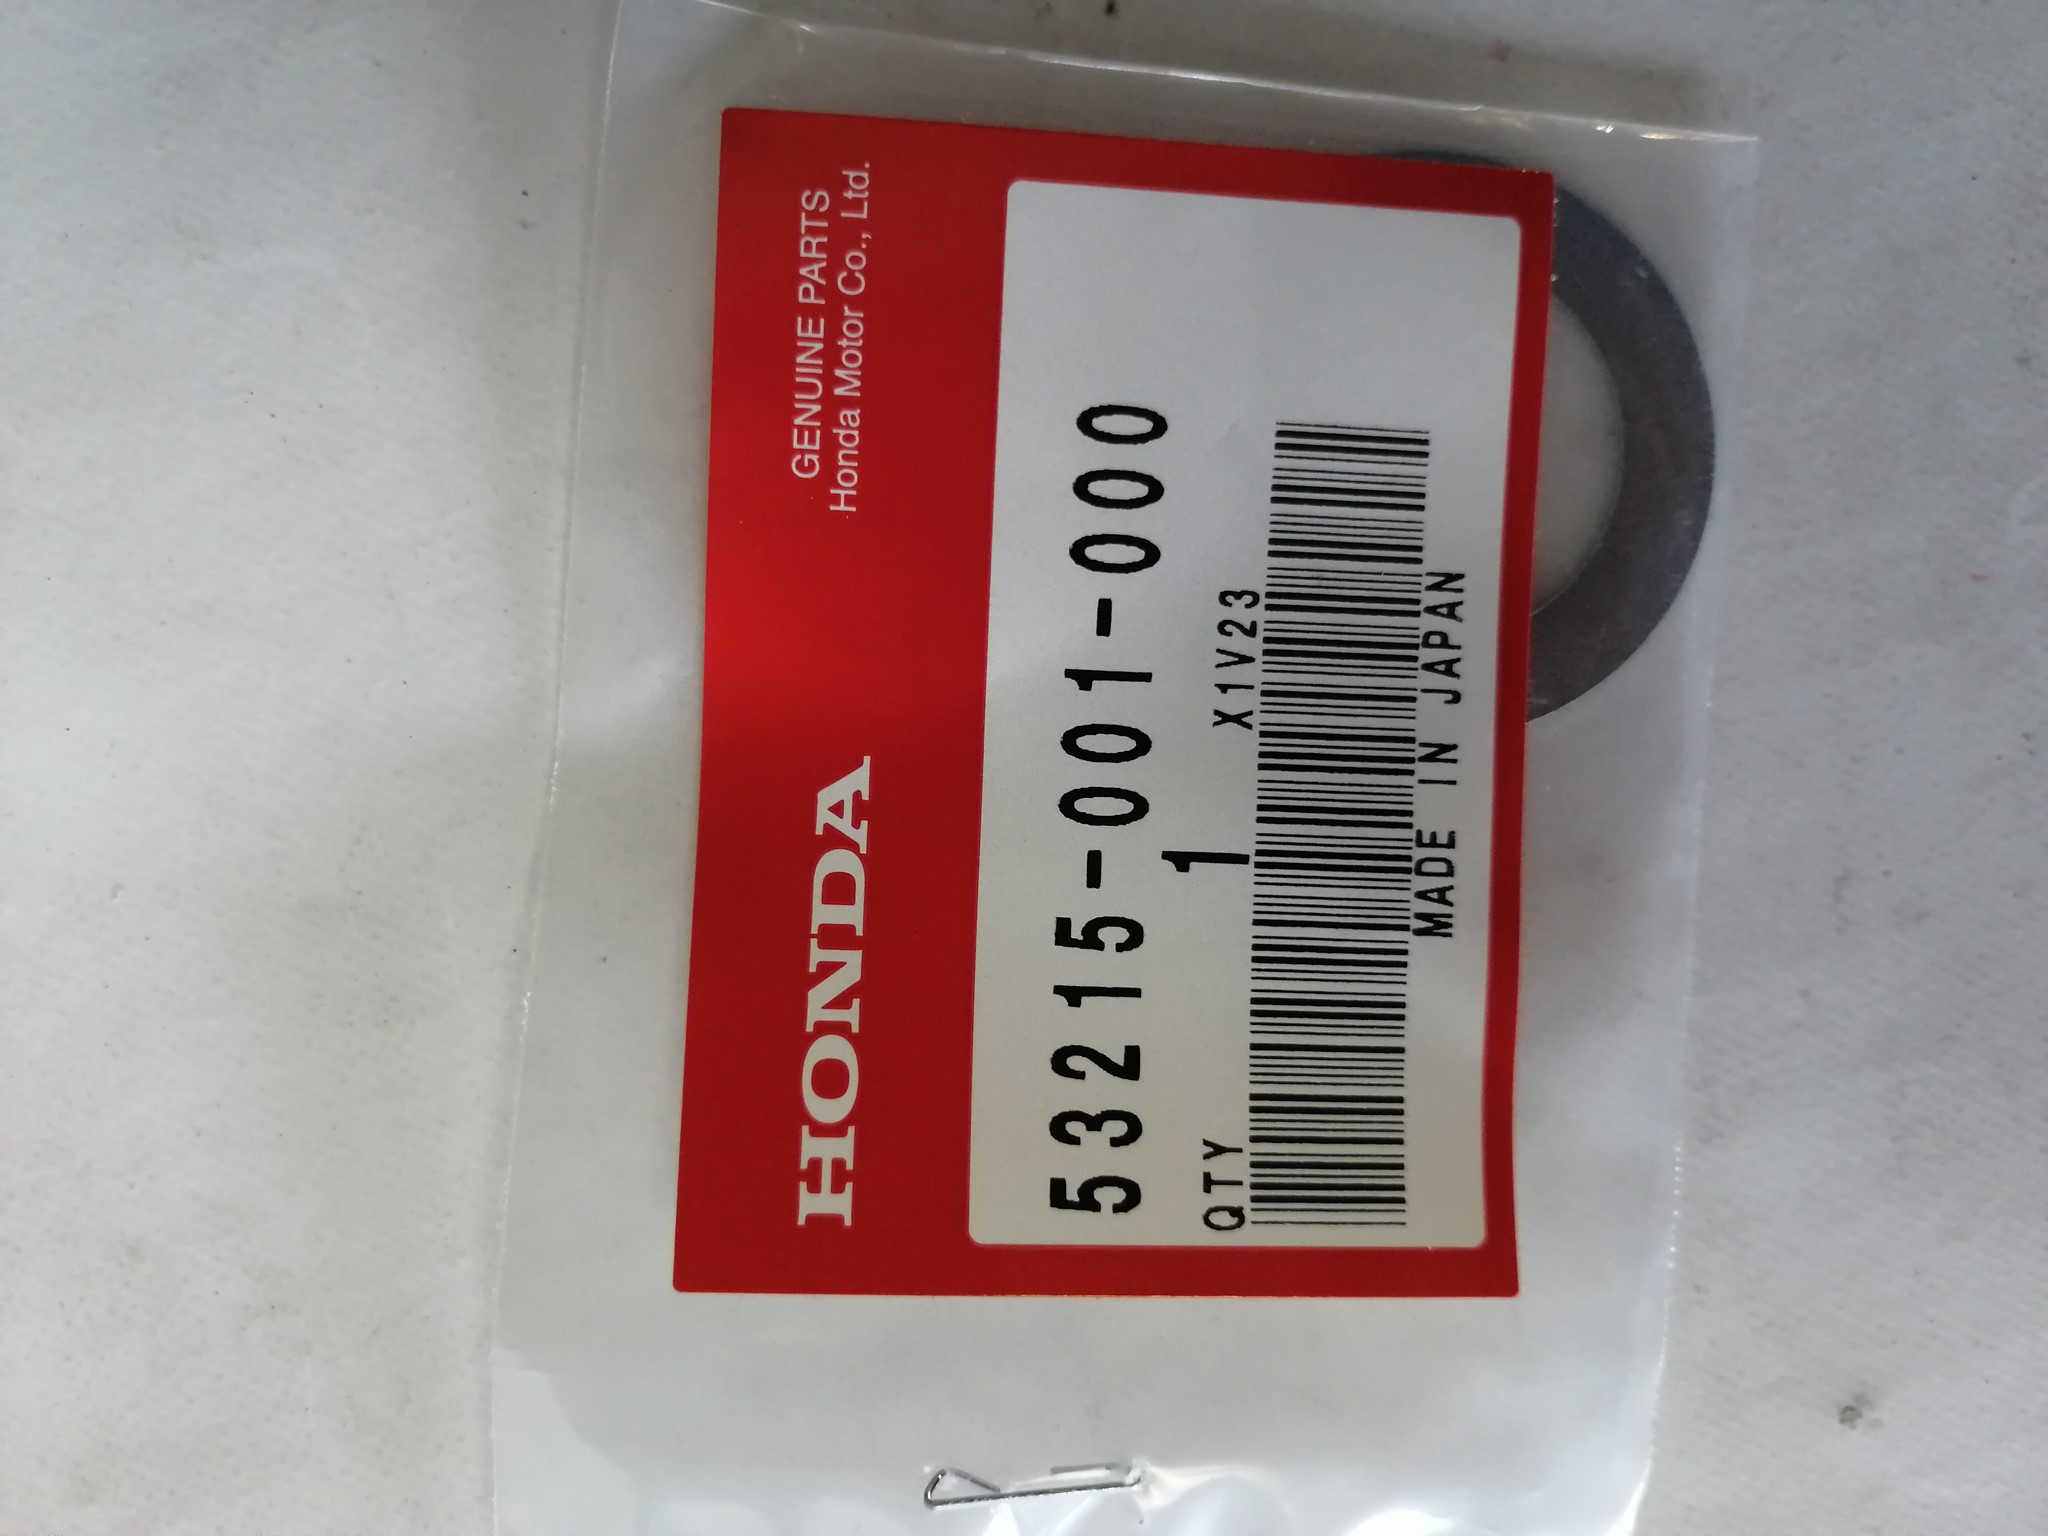 HONDA
GENUINE PARTS
Honda Motor Co., Ltd.
53215-001-000
QTY 1 X1V23
MADE IN JAPAN